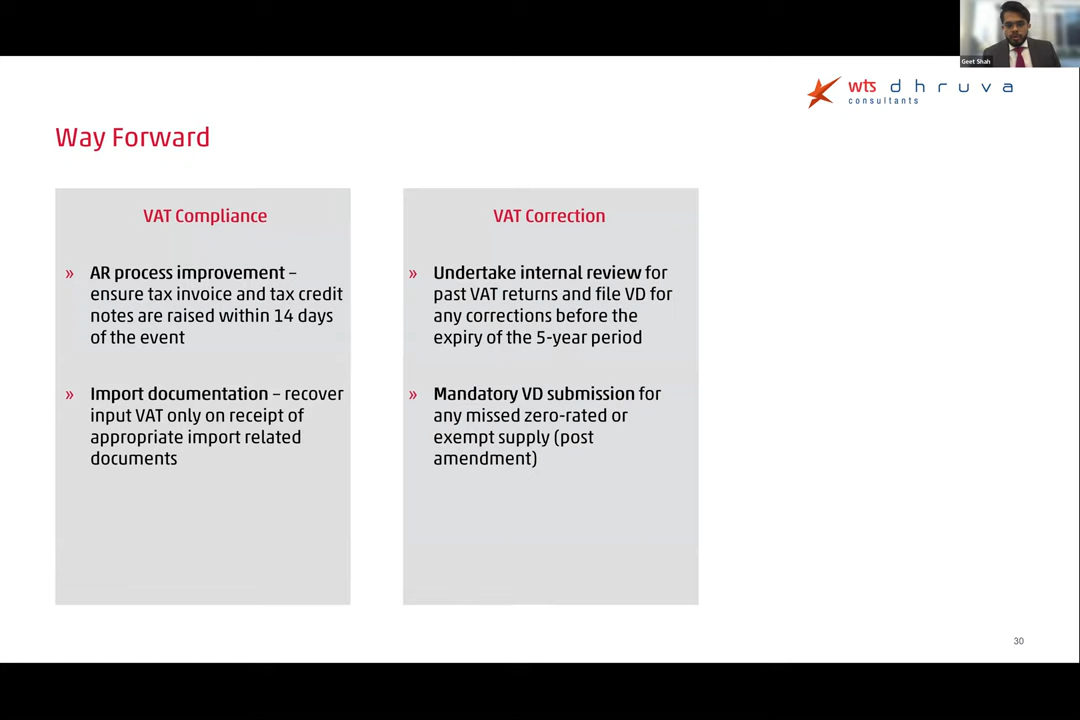 Geet Shah
wts dhruva
consultants
Way Forward
VAT Compliance
» AR process improvement –
ensure tax invoice and tax credit
notes are raised within 14 days
of the event
» Import documentation – recover
input VAT only on receipt of
appropriate import related
documents
VAT Correction
» Undertake internal review for
past VAT returns and file VD for
any corrections before the
expiry of the 5-year period
» Mandatory VD submission for
any missed zero-rated or
exempt supply (post
amendment)
30